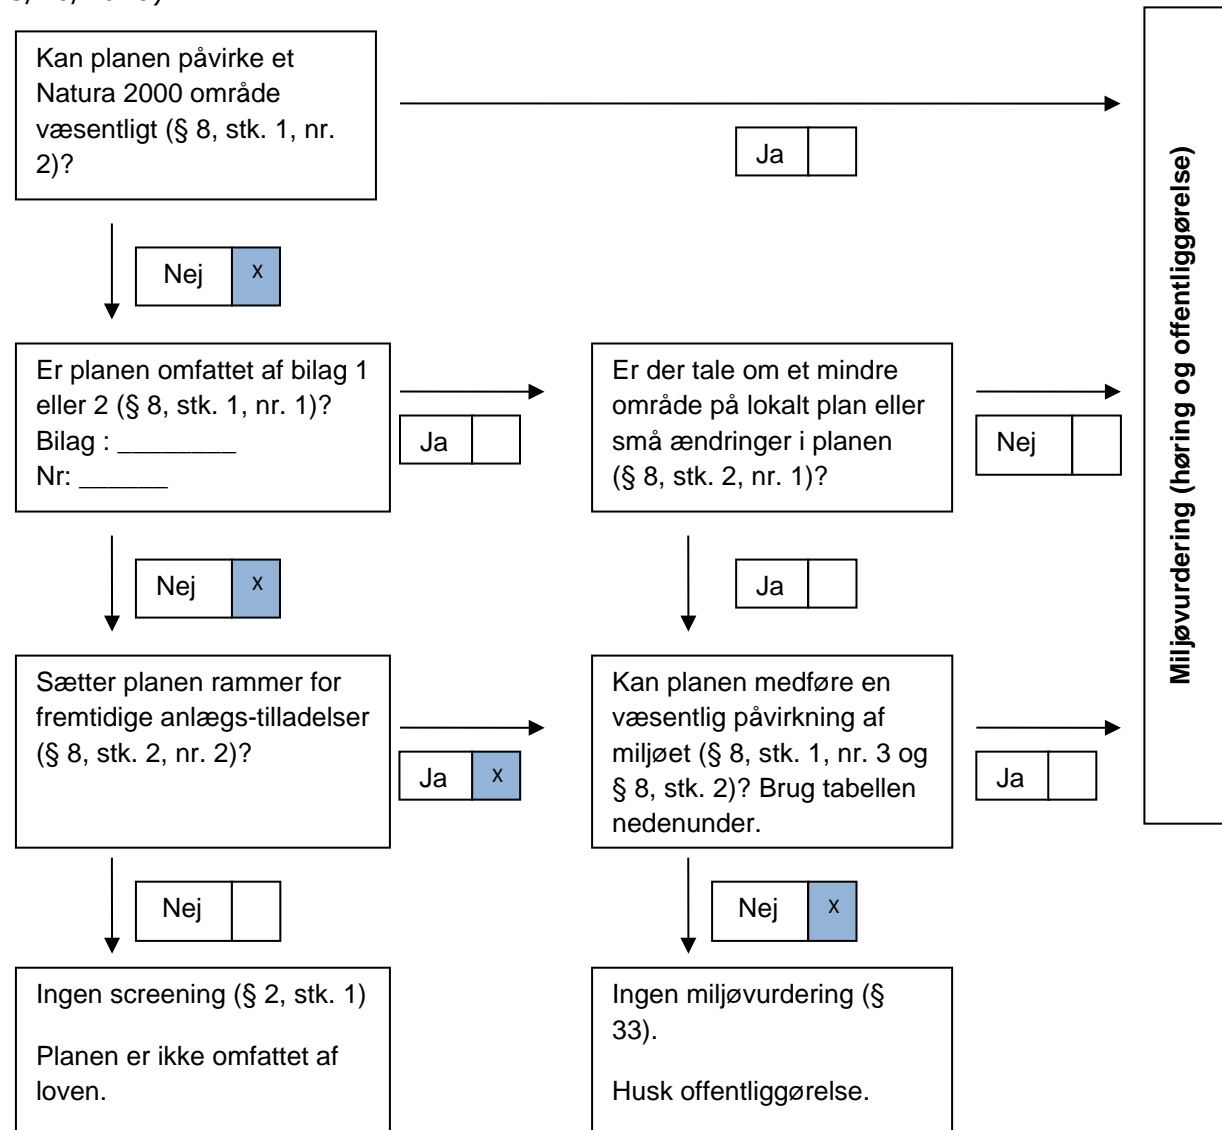 Kan planen påvirke et
Natura 2000 område
væsentligt (§ 8, stk. 1, nr.
2)?
Ja
Nej x
Er planen omfattet af bilag 1
eller 2 (§ 8, stk. 1, nr. 1)?
Bilag : ________
Nr: ______
Ja
Er der tale om et mindre
område på lokalt plan eller
små ændringer i planen
(§ 8, stk. 2, nr. 1)?
Nej
Nej x
Ja
Sætter planen rammer for
fremtidige anlægs-tilladelser
(§ 8, stk. 2, nr. 2)?
Ja x
Kan planen medføre en
væsentlig påvirkning af
miljøet (§ 8, stk. 1, nr. 3 og
§ 8, stk. 2)? Brug tabellen
nedenunder.
Ja
Nej
Nej x
Ingen screening (§ 2, stk. 1)
Planen er ikke omfattet af
loven.
Ingen miljøvurdering (§
33).
Husk offentliggørelse.
Miljøvurdering (høring og offentliggørelse)